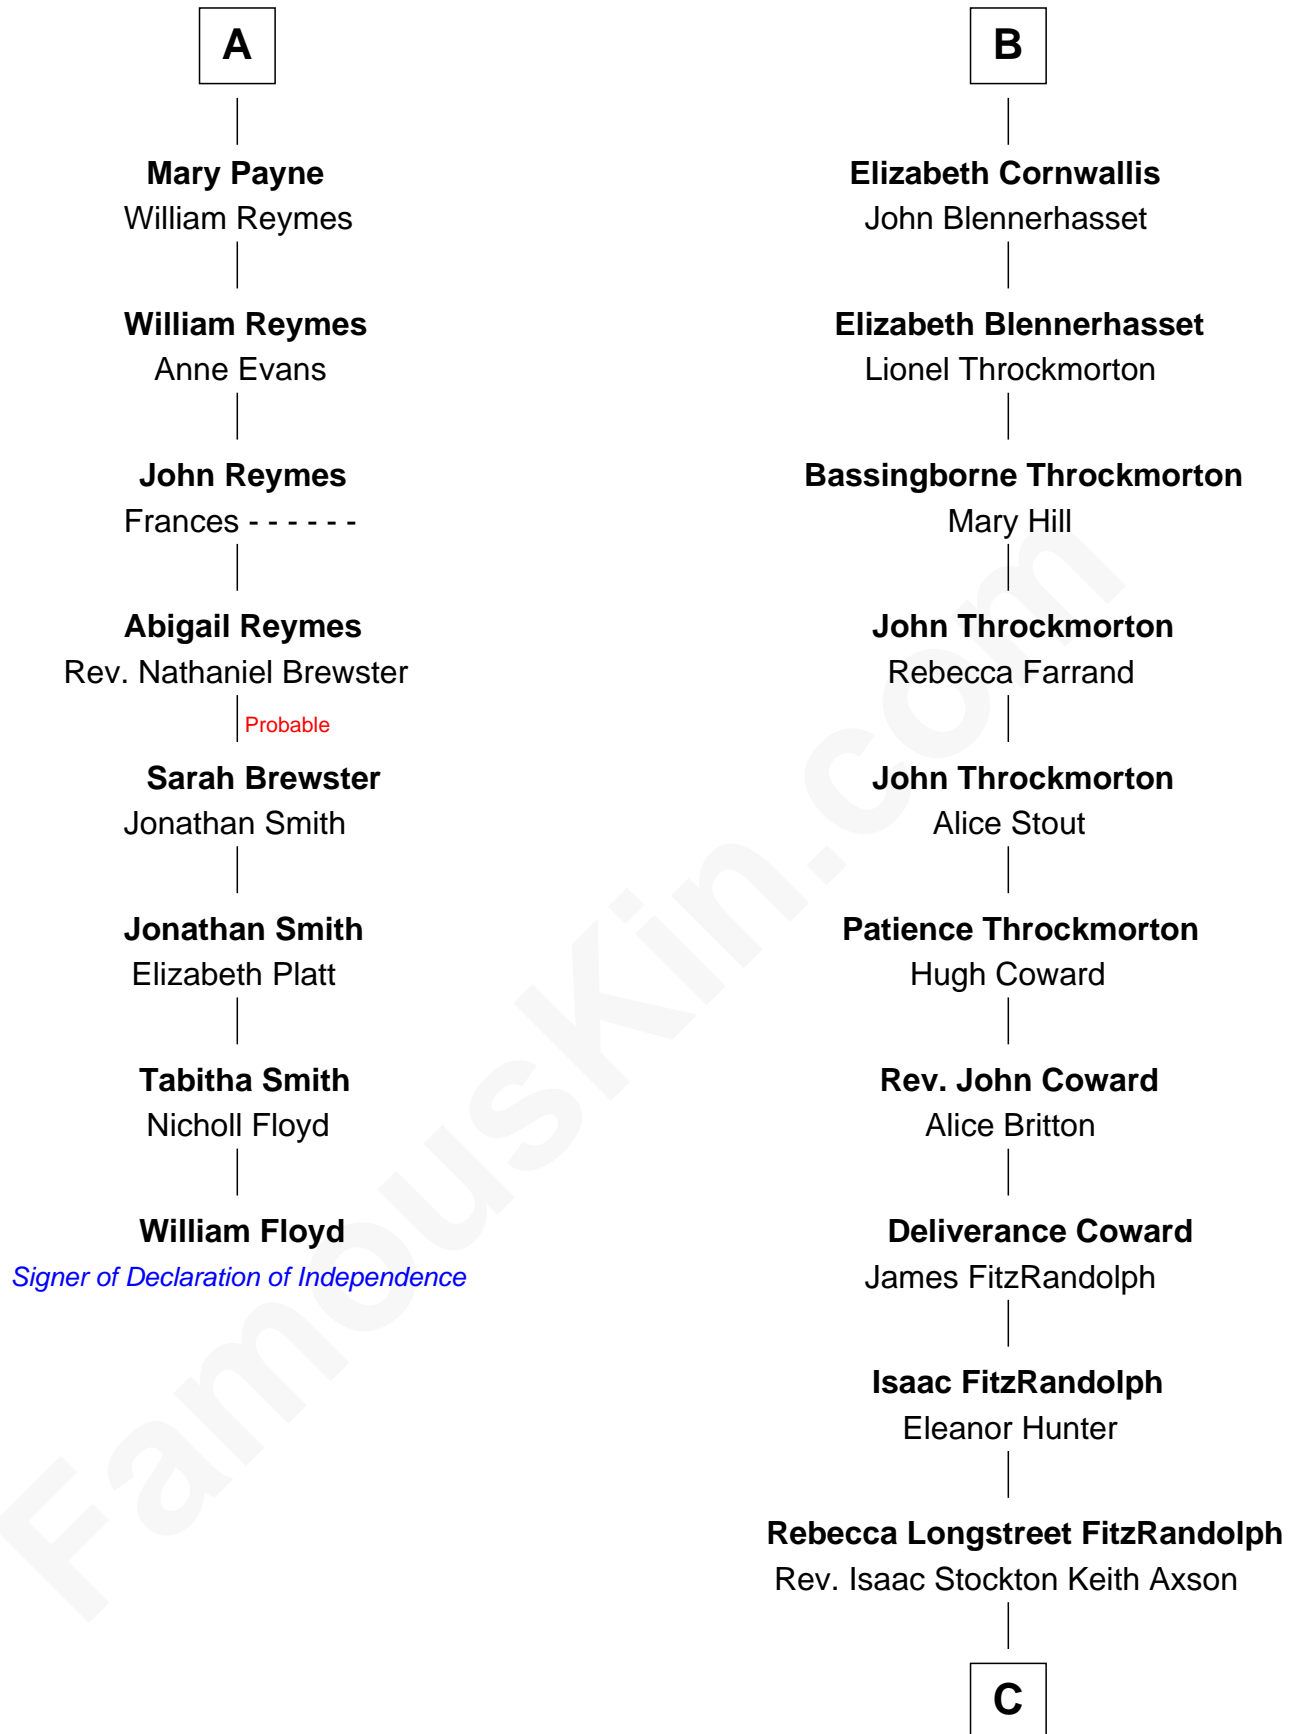 A
Mary Payne
William Reymes
William Reymes
Anne Evans
John Reymes
Frances - - - - - -
Abigail Reymes
Rev. Nathaniel Brewster
Probable
Sarah Brewster
Jonathan Smith
Jonathan Smith
Elizabeth Platt
Tabitha Smith
Nicholl Floyd
William Floyd
Signer of Declaration of Independence
B
Elizabeth Cornwallis
John Blennerhasset
Elizabeth Blennerhasset
Lionel Throckmorton
Bassingborne Throckmorton
Mary Hill
John Throckmorton
Rebecca Farrand
John Throckmorton
Alice Stout
Patience Throckmorton
Hugh Coward
Rev. John Coward
Alice Britton
Deliverance Coward
James FitzRandolph
Isaac FitzRandolph
Eleanor Hunter
Rebecca Longstreet FitzRandolph
Rev. Isaac Stockton Keith Axson
C
FamousKin.com